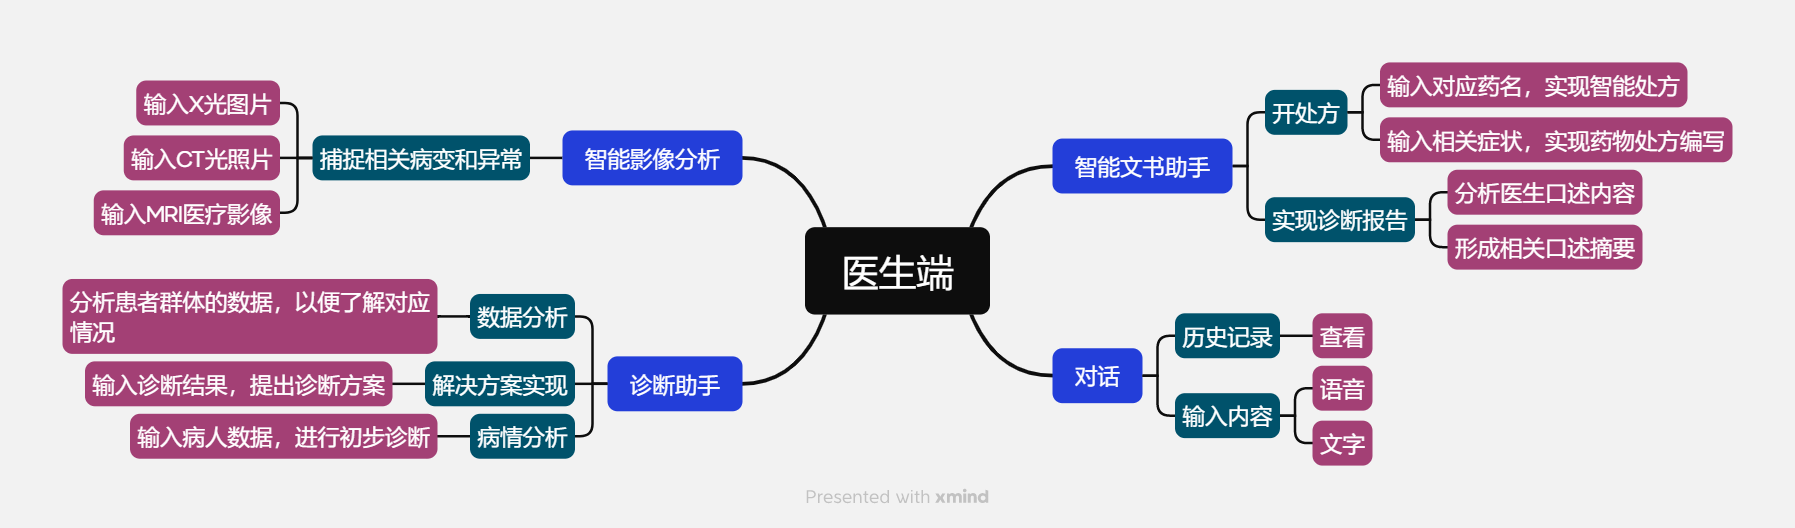 医生端
智能影像分析
捕捉相关病变和异常
输入X光图片
输入CT光照片
输入MRI医疗影像
诊断助手
数据分析
分析患者群体的数据，以便了解对应
情况
解决方案实现
输入诊断结果，提出诊断方案
病情分析
输入病人数据，进行初步诊断
智能文书助手
开处方
输入对应药名，实现智能处方
输入相关症状，实现药物处方编写
实现诊断报告
分析医生口述内容
形成相关口述摘要
对话
历史记录
查看
输入内容
语音
文字
Presented with xmind